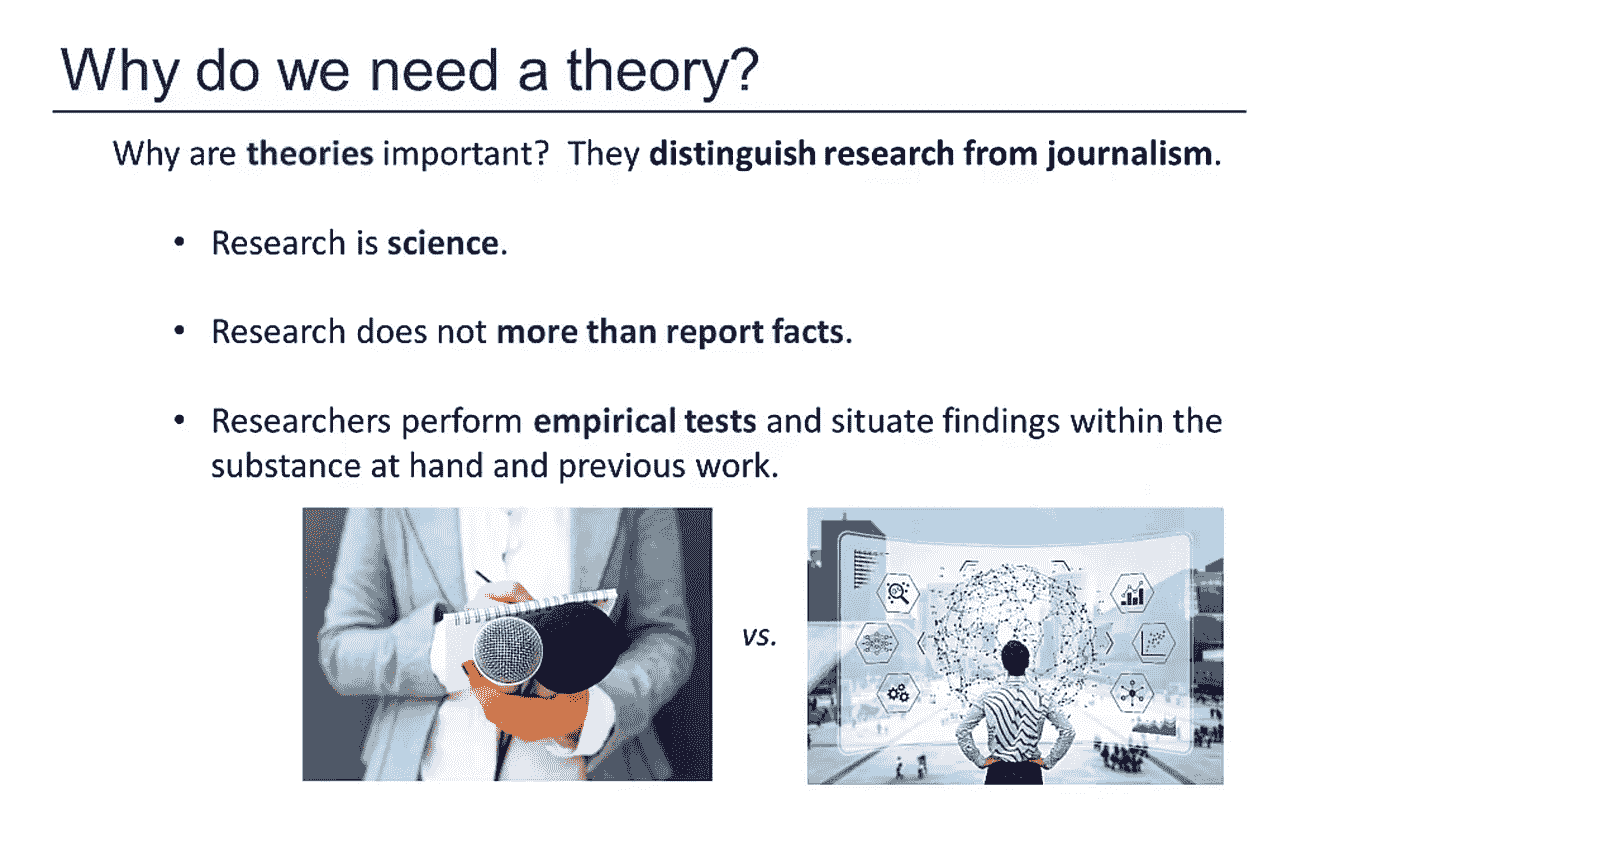 Why do we need a theory?
Why are theories important? They distinguish research from journalism.
• Research is science.
• Research does not more than report facts.
• Researchers perform empirical tests and situate findings within the
substance at hand and previous work.
vs.